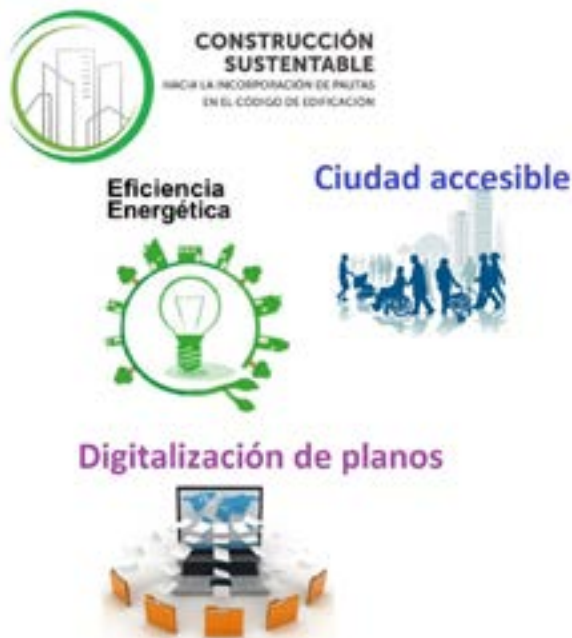 CONSTRUCCIÓN
SUSTENTABLE
HACIA LA INCORPORACIÓN DE PAUTAS
EN EL CÓDIGO DE EDIFICACIÓN
Eficiencia
Energética
Ciudad accesible
Digitalización de planos